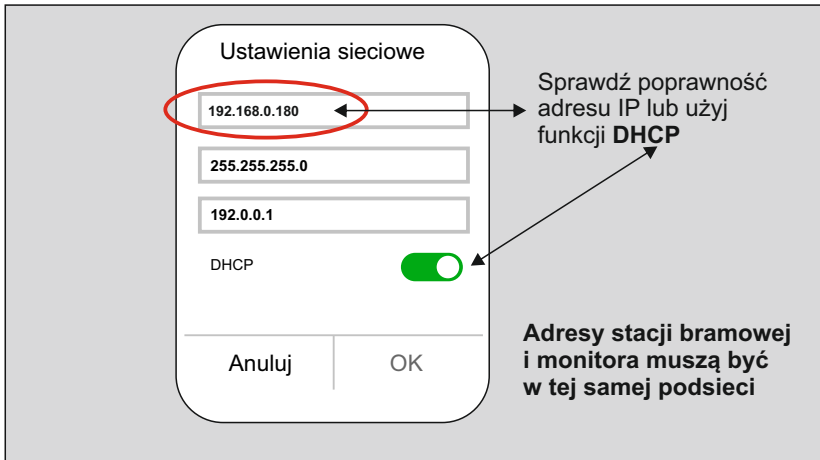 Ustawienia sieciowe
192.168.0.180
255.255.255.0
192.0.0.1
DHCP
Anuluj
OK
Sprawdź poprawność
adresu IP lub użyj
funkcji DHCP
Adresy stacji bramowej
i monitora muszą być
w tej samej podsieci